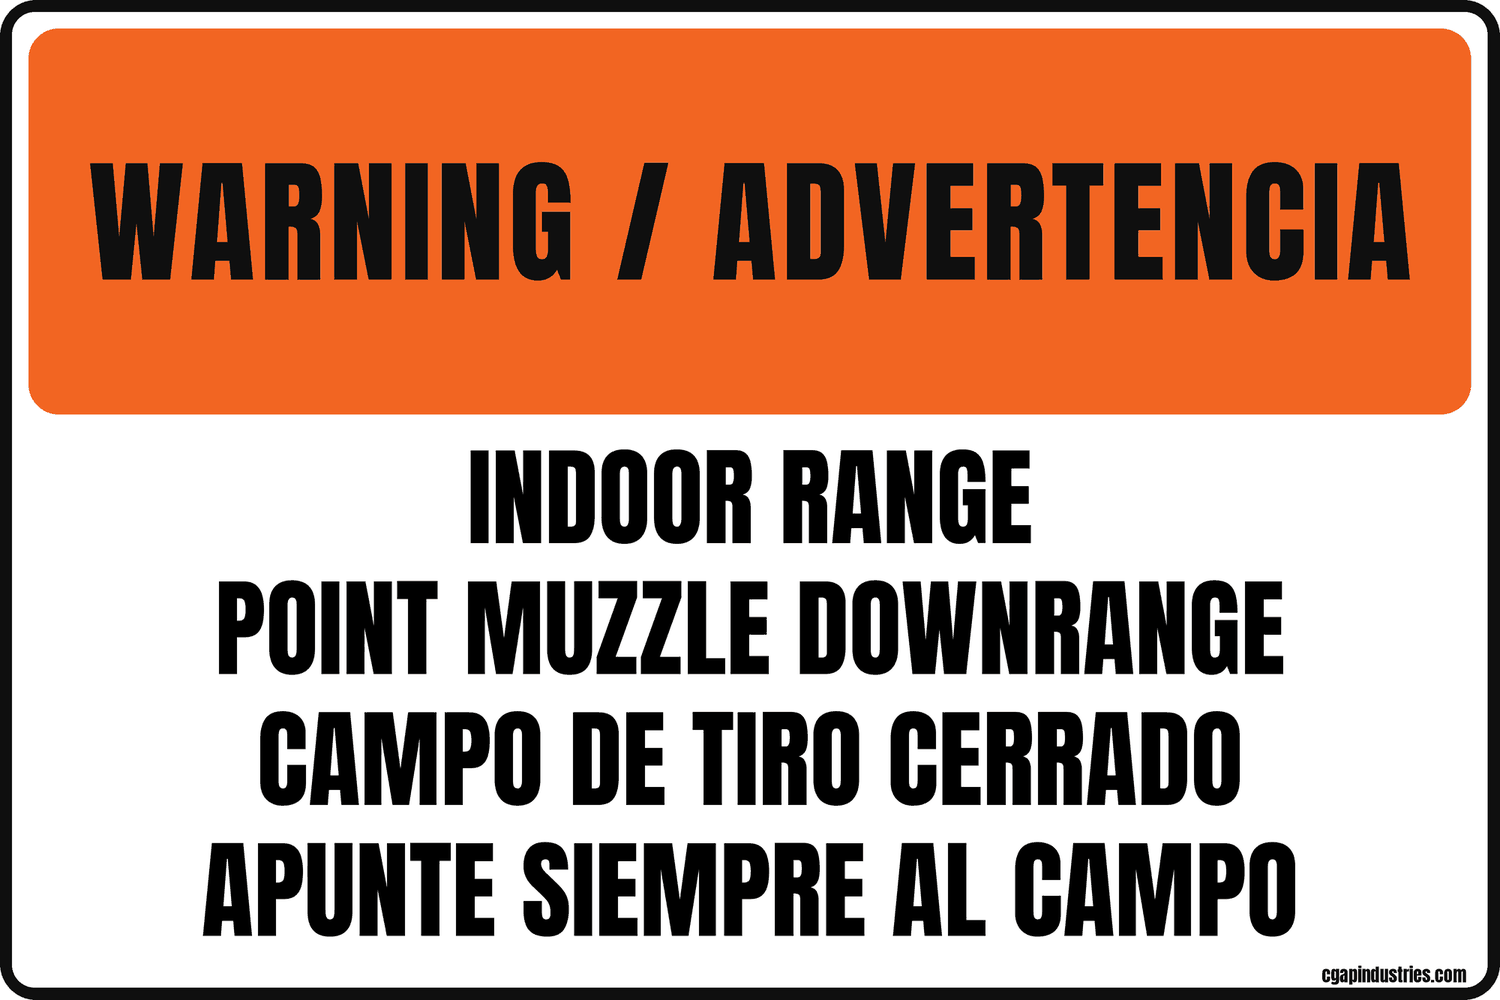 WARNING / ADVERTENCIA
INDOOR RANGE
POINT MUZZLE DOWNRANGE
CAMPO DE TIRO CERRADO
APUNTE SIEMPRE AL CAMPO
cgapindustries.com